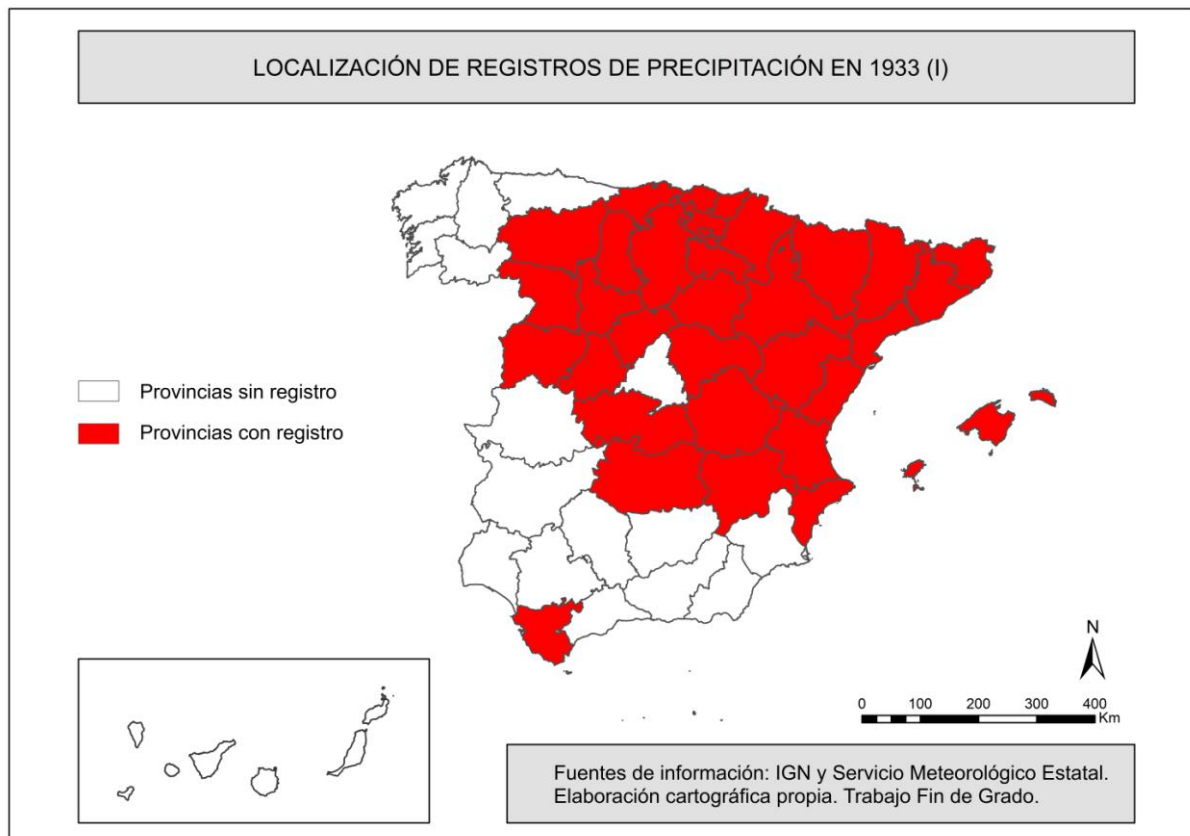 LOCALIZACIÓN DE REGISTROS DE PRECIPITACIÓN EN 1933 (I)
Provincias sin registro
Provincias con registro
N
0 100 200 300 400
Km
Fuentes de información: IGN y Servicio Meteorológico Estatal.
Elaboración cartográfica propia. Trabajo Fin de Grado.